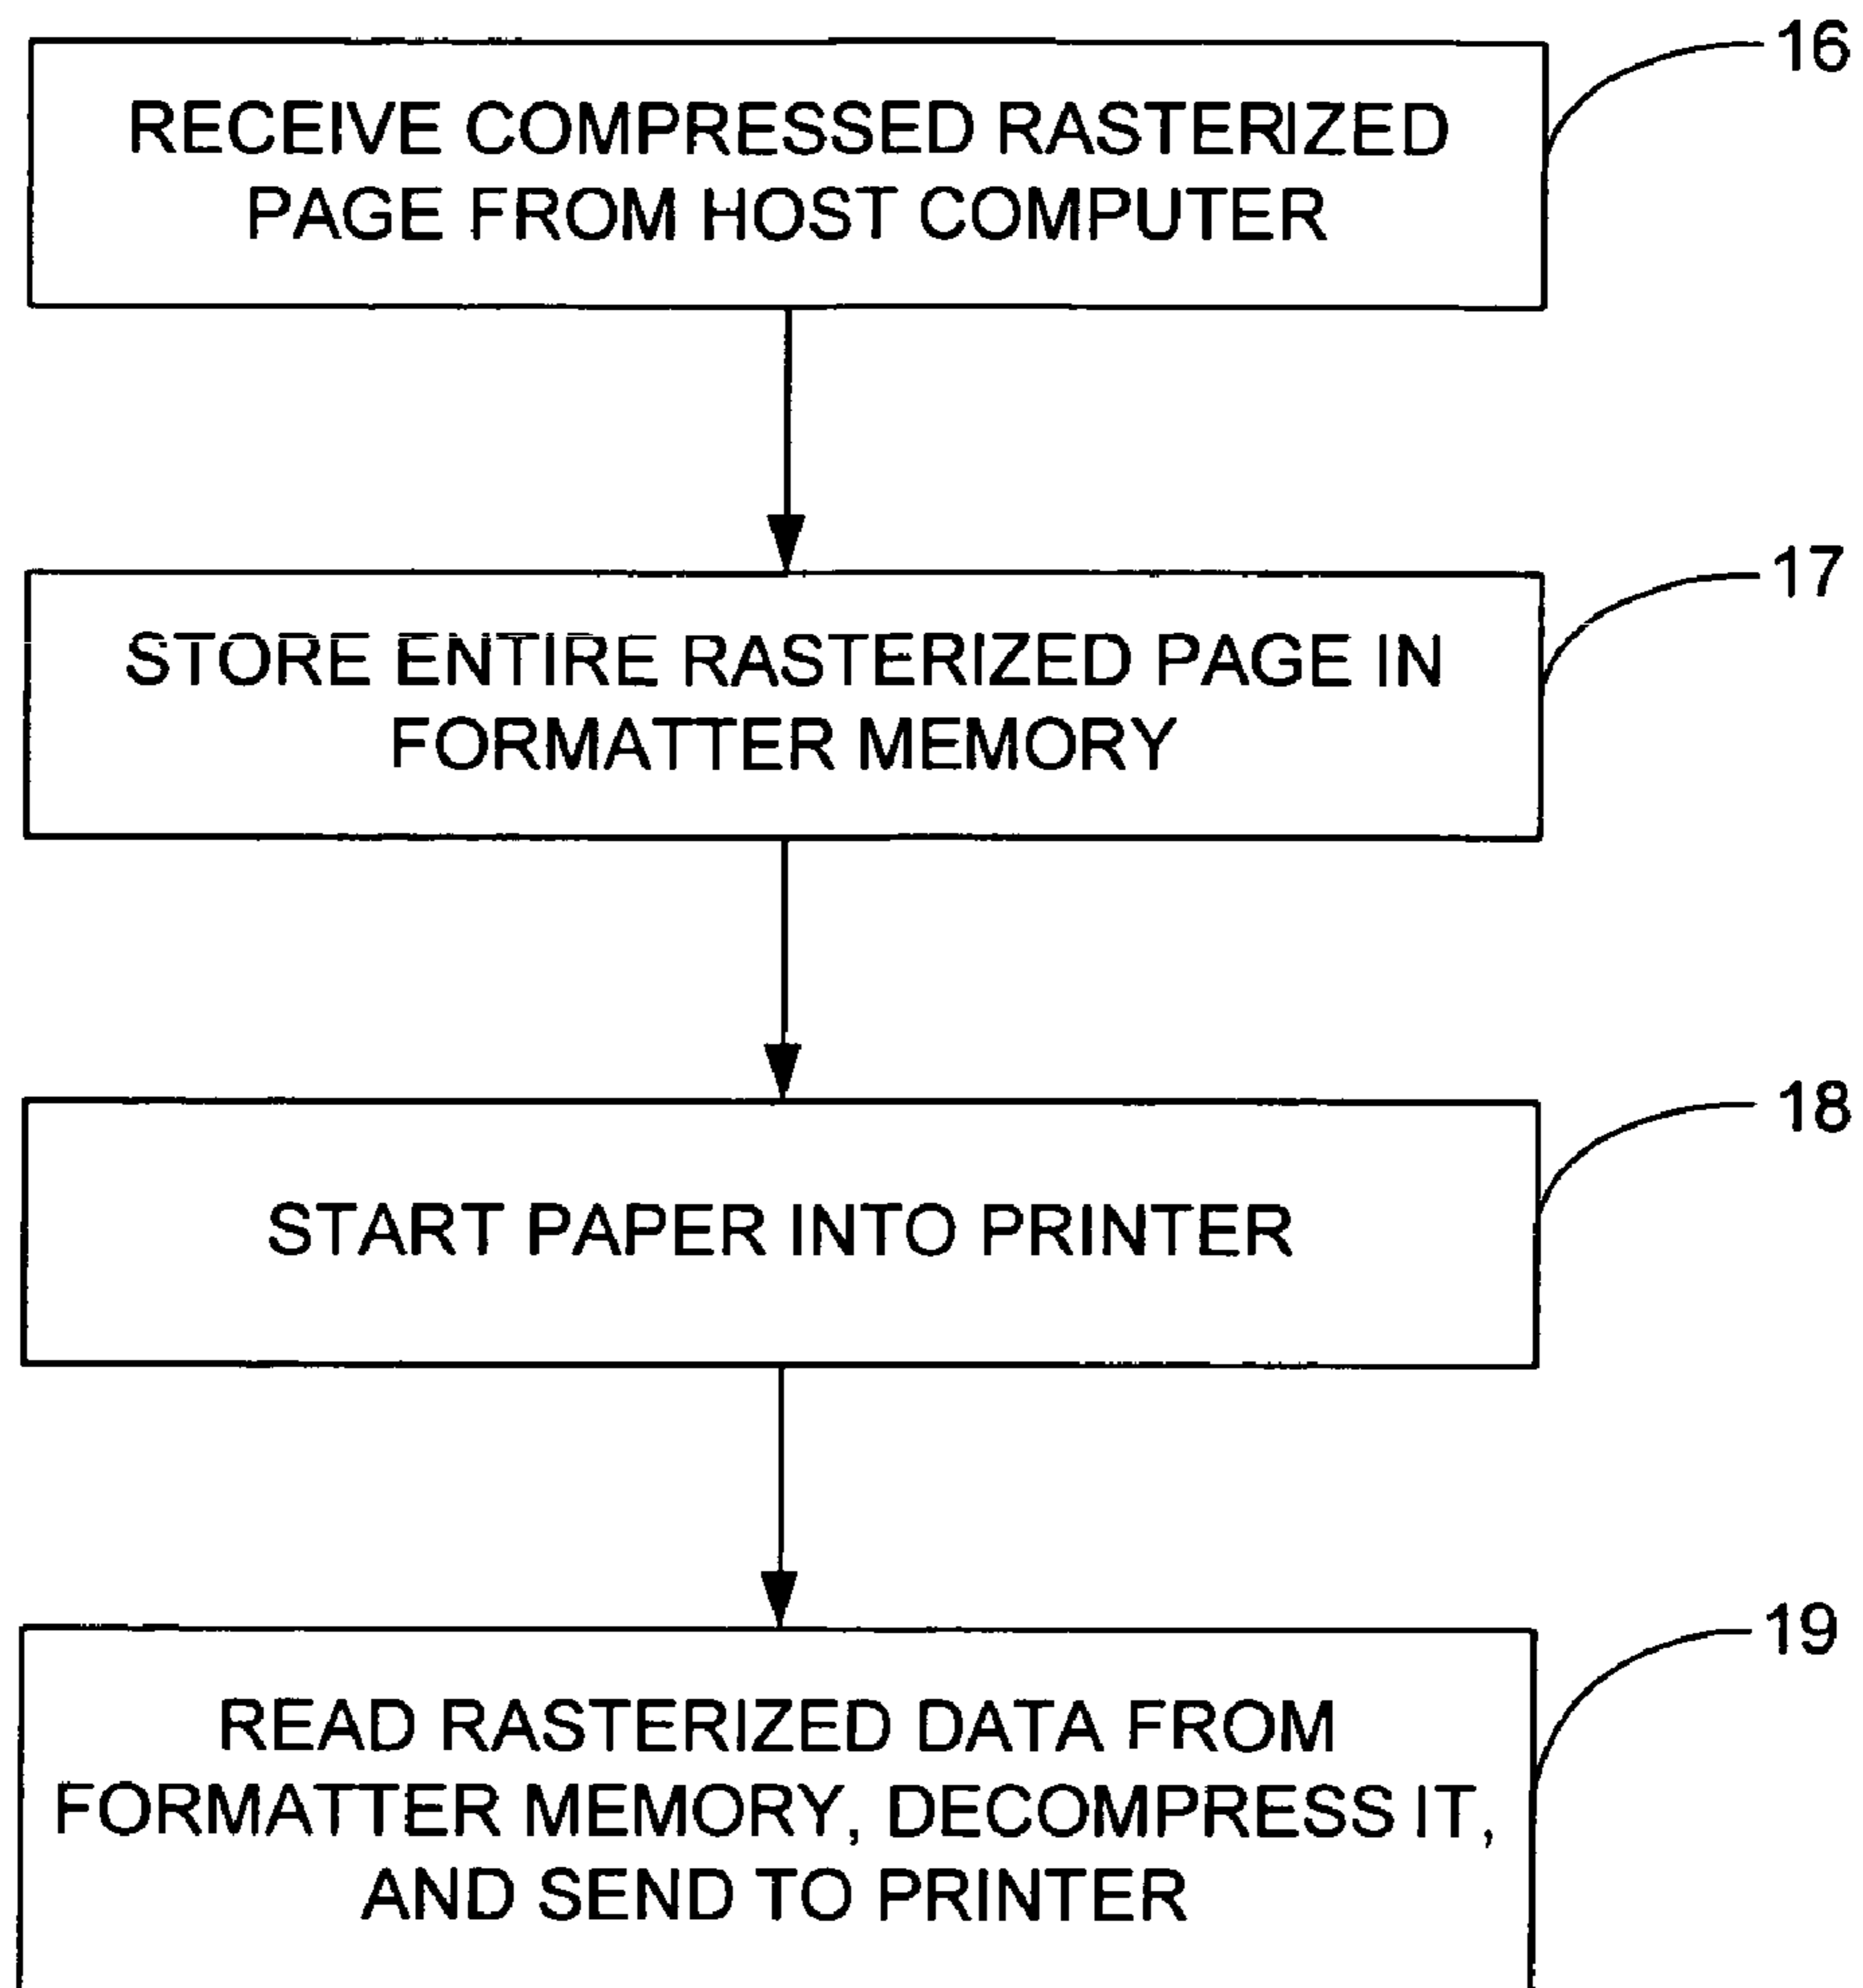 16
RECEIVE COMPRESSED RASTERIZED
PAGE FROM HOST COMPUTER
17
STORE ENTIRE RASTERIZED PAGE IN
FORMATTER MEMORY
18
START PAPER INTO PRINTER
19
READ RASTERIZED DATA FROM
FORMATTER MEMORY, DECOMPRESS IT,
AND SEND TO PRINTER